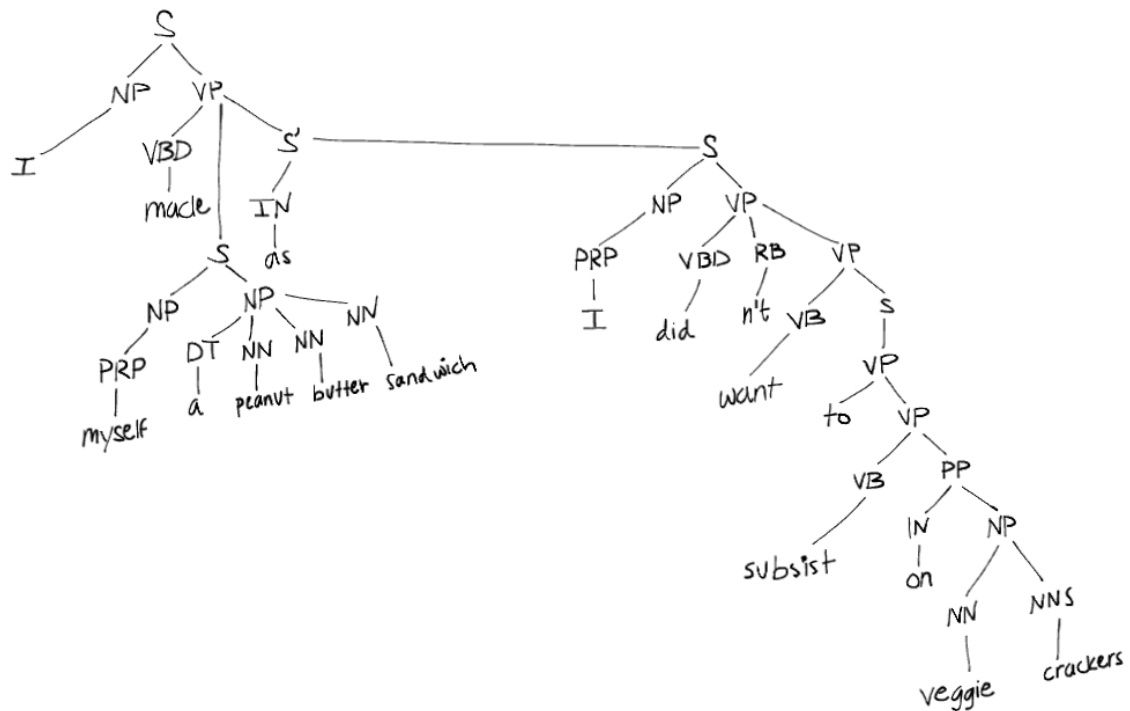 S
NP VP
I VBD S' S
made IN NP VP
as PRP VBD RB VP
S I did n't VB S
NP NP NN want VP
PRP DT NN NN sandwich to VP
myself a peanut butter VB PP
subsist IN NP
on NN NNS
veggie crackers